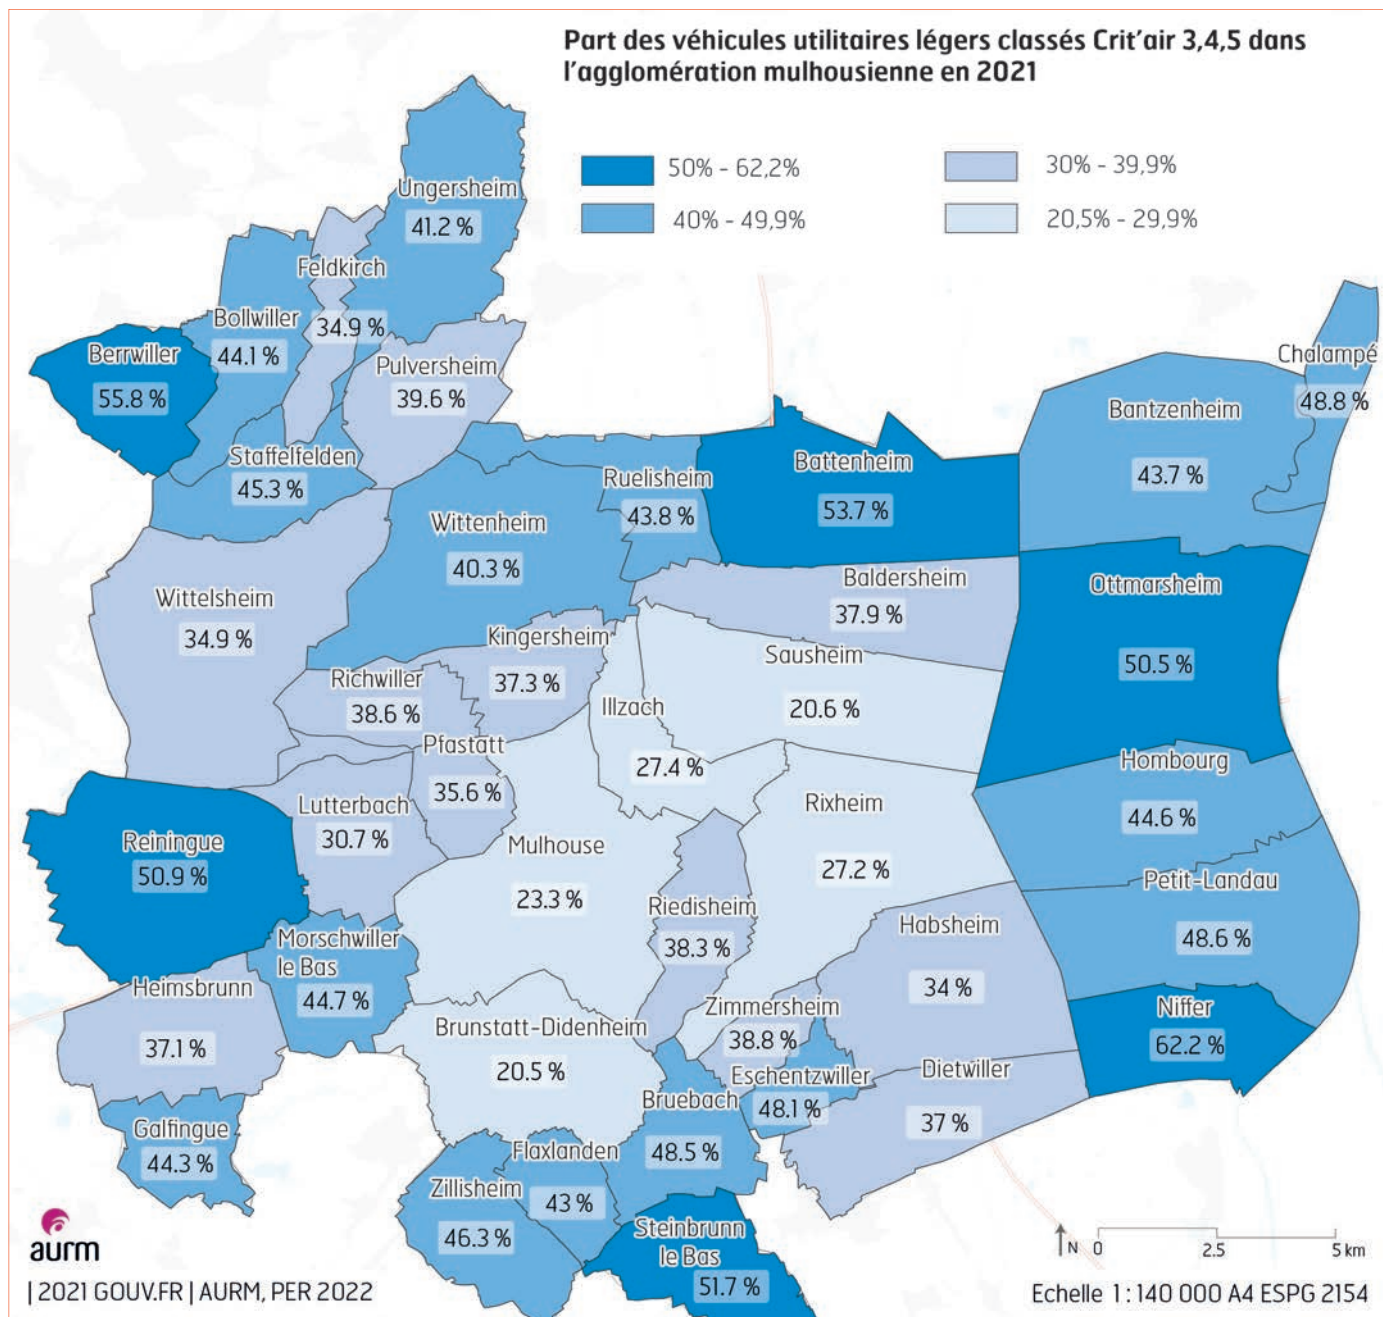 Part des véhicules utilitaires légers classés Crit'air 3,4,5 dans
l'agglomération mulhousienne en 2021
50% - 62,2%
30% - 39,9%
40% - 49,9%
20,5% - 29,9%
Ungersheim
41.2 %
Feldkirch
34.9 %
Bollwiller
44.1 %
Berrwiller
55.8 %
Pulversheim
39.6 %
Chalampé
48.8 %
Bantzenheim
43.7 %
Staffelfelden
45.3 %
Ruelisheim
43.8 %
Battenheim
53.7 %
Wittenheim
40.3 %
Baldersheim
37.9 %
Ottmarsheim
50.5 %
Wittelsheim
34.9 %
Kingersheim
37.3 %
Sausheim
20.6 %
Richwiller
38.6 %
Illzach
27.4 %
Pfastatt
35.6 %
Hombourg
44.6 %
Lutterbach
30.7 %
Rixheim
27.2 %
Reiningue
50.9 %
Mulhouse
23.3 %
Petit-Landau
48.6 %
Riedisheim
38.3 %
Habsheim
34 %
Morschwiller
le Bas
44.7 %
Heimsbrunn
37.1 %
Zimmersheim
38.8 %
Niffer
62.2 %
Brunstatt-Didenheim
20.5 %
Eschentzwiller
48.1 %
Dietwiller
37 %
Bruebach
48.5 %
Galfingue
44.3 %
Flaxlanden
43 %
Zillisheim
46.3 %
Steinbrunn
le Bas
51.7 %
aurm
N 0 2.5 5 km
| 2021 GOUV.FR | AURM, PER 2022
Echelle 1 : 140 000 A4 ESPG 2154